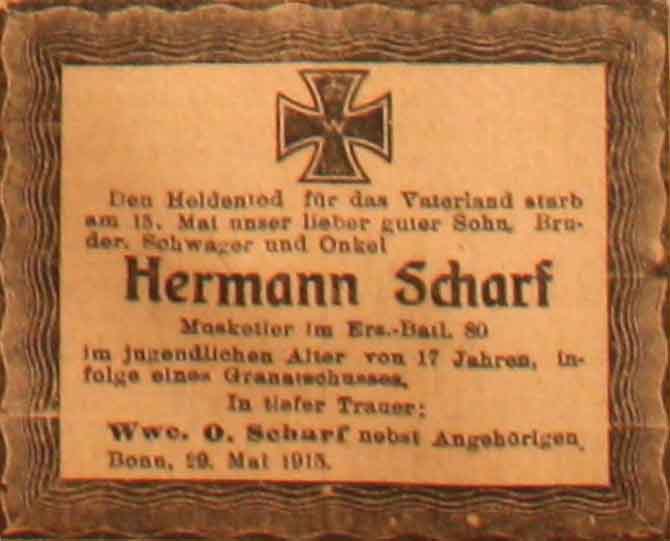 Den Heldentod für das Vaterland starb
am 15. Mai unser lieber guter Sohn, Bru-
der, Schwager und Onkel
Hermann Scharf
Musketier im Ers.-Batl. 80
im jugendlichen Alter von 17 Jahren, in-
folge eines Granatschusses.
In tiefer Trauer:
Wwe. O. Scharf nebst Angehörigen.
Bonn, 29. Mai 1915.